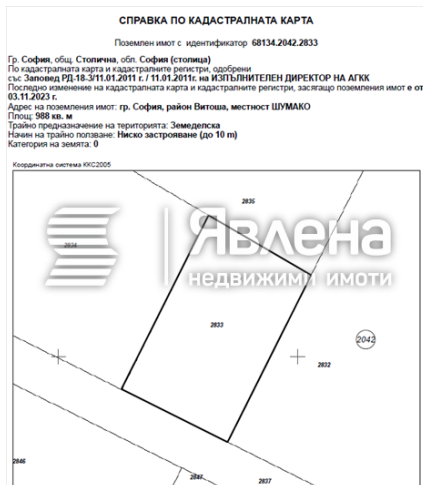 СПРАВКА ПО КАДАСТРАЛНАТА КАРТА
Поземлен имот с идентификатор 68134.2042.2833
Гр. София, общ. Столична, обл. София (столица)
По кадастралната карта и кадастралните регистри, одобрени
със Заповед РД-18-3/11.01.2011 г. / 11.01.2011г. на ИЗПЪЛНИТЕЛЕН ДИРЕКТОР НА АГКК
Последно изменение на кадастралната карта и кадастралните регистри, засягащо поземления имот е от
03.11.2023 г.
Адрес на поземления имот: гр. София, район Витоша, местност ШУМАКО
Площ: 988 кв. м
Трайно предназначение на територията: Земеделска
Начин на трайно ползване: Ниско застрояване (до 10 m)
Категория на земята: 0
Координатна система ККС2005
2835
2834
Явлена
недвижими имоти
2833
2042
2832
2846
2847
2837